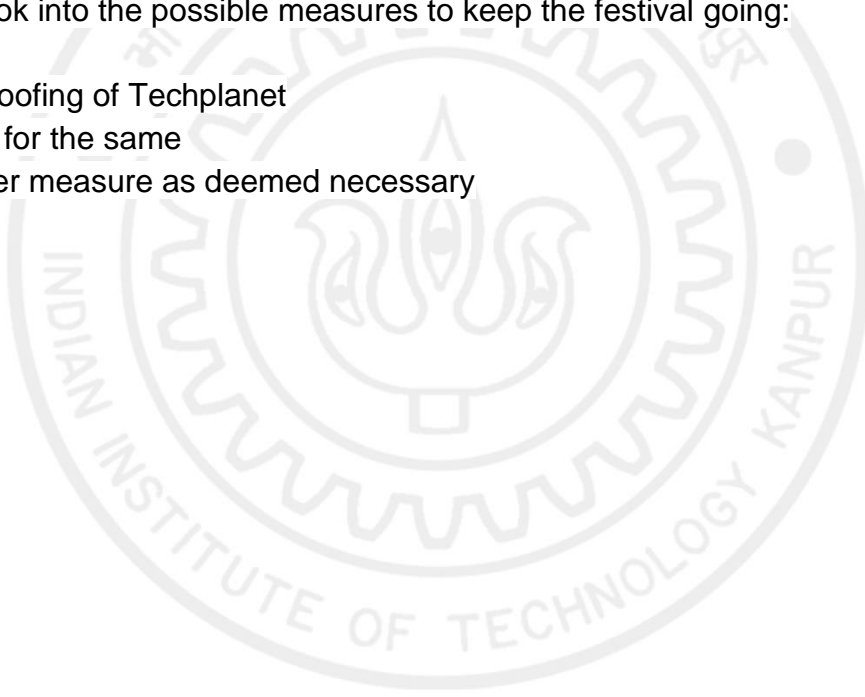 ok into the possible measures to keep the festival going:
oofing of Techplanet
for the same
er measure as deemed necessary
INDIAN INSTITUTE OF TECHNOLOGY KANPUR